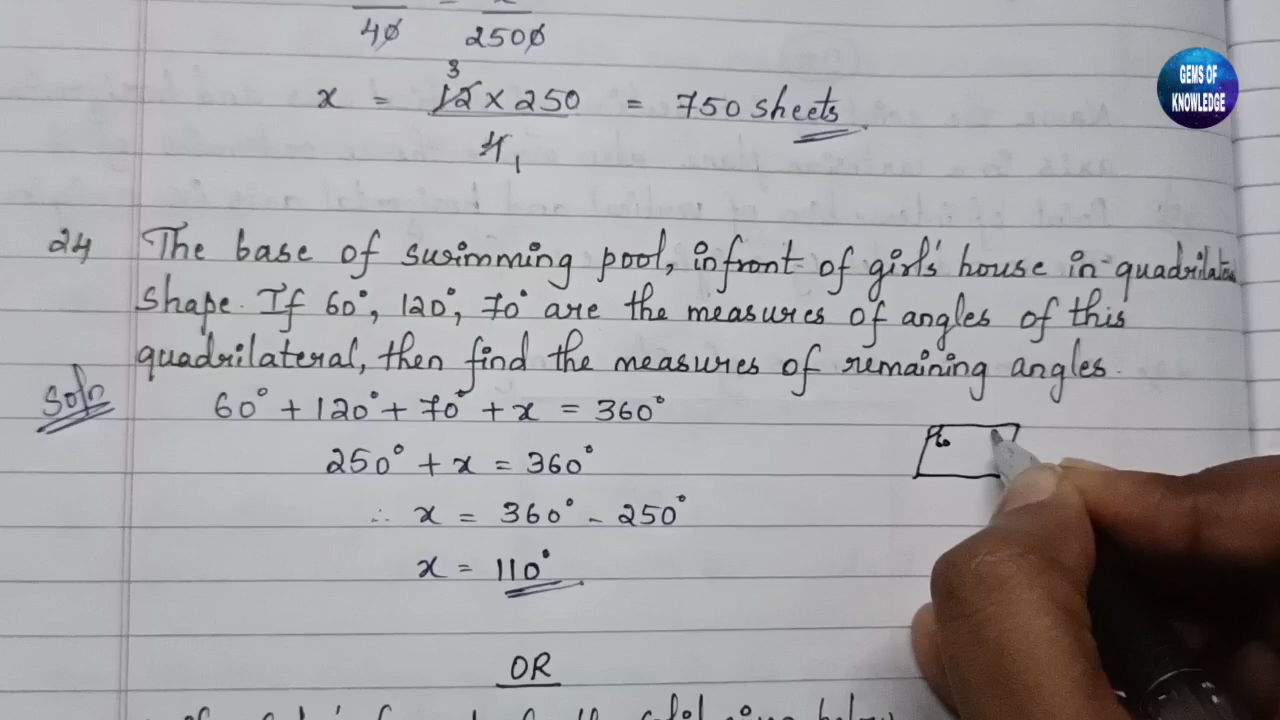 40 2500
3
x = 12 x 250 = 750 sheets
4 1
GEMS OF
KNOWLEDGE
24 The base of swimming pool, infront of girl's house in quadrilateral
shape. If 60°, 120°, 70° are the measures of angles of this
quadrilateral, then find the measures of remaining angles.
Soln
60° + 120° + 70° + x = 360°
60
250° + x = 360°
∴ x = 360° - 250°
x = 110°
OR